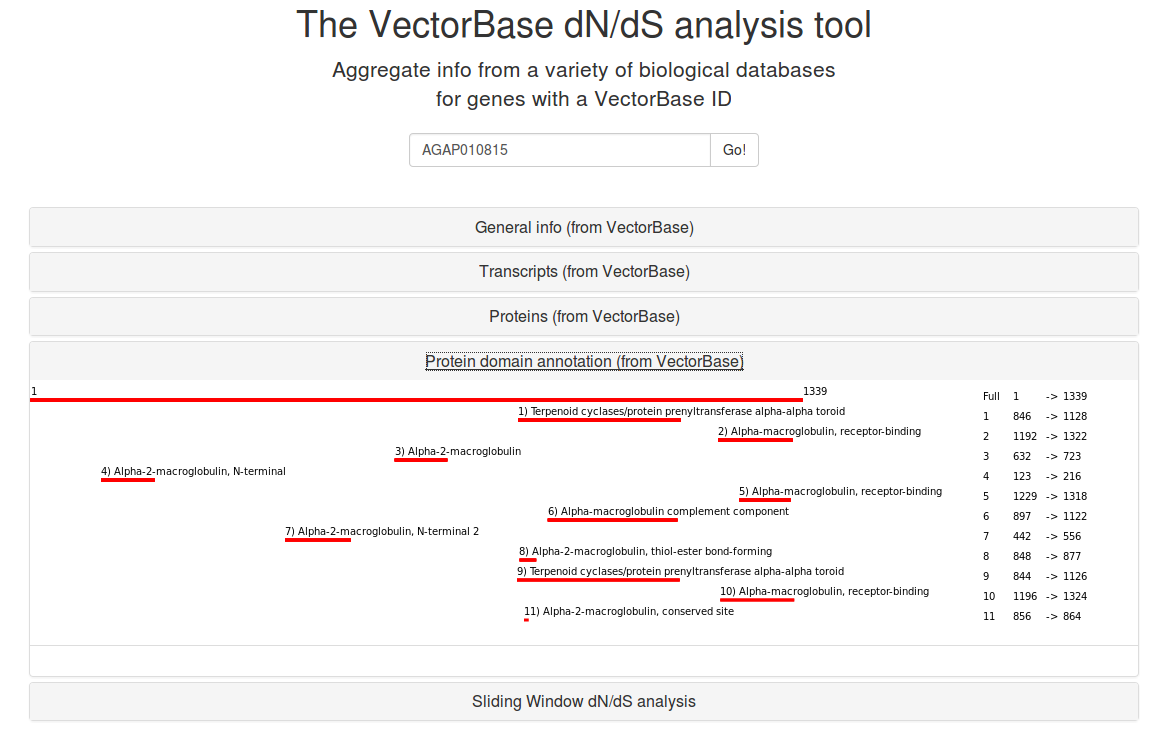 The VectorBase dN/dS analysis tool
Aggregate info from a variety of biological databases
for genes with a VectorBase ID
AGAP010815 Go!
General info (from VectorBase)
Transcripts (from VectorBase)
Proteins (from VectorBase)
Protein domain annotation (from VectorBase)
1 1339 Full 1 -> 1339
1) Terpenoid cyclases/protein prenyltransferase alpha-alpha toroid 1 846 -> 1128
2) Alpha-macroglobulin, receptor-binding 2 1192 -> 1322
3) Alpha-2-macroglobulin 3 632 -> 723
4) Alpha-2-macroglobulin, N-terminal 4 123 -> 216
5) Alpha-macroglobulin, receptor-binding 5 1229 -> 1318
6) Alpha-macroglobulin complement component 6 897 -> 1122
7) Alpha-2-macroglobulin, N-terminal 2 7 442 -> 556
8) Alpha-2-macroglobulin, thiol-ester bond-forming 8 848 -> 877
9) Terpenoid cyclases/protein prenyltransferase alpha-alpha toroid 9 844 -> 1126
10) Alpha-macroglobulin, receptor-binding 10 1196 -> 1324
11) Alpha-2-macroglobulin, conserved site 11 856 -> 864
Sliding Window dN/dS analysis